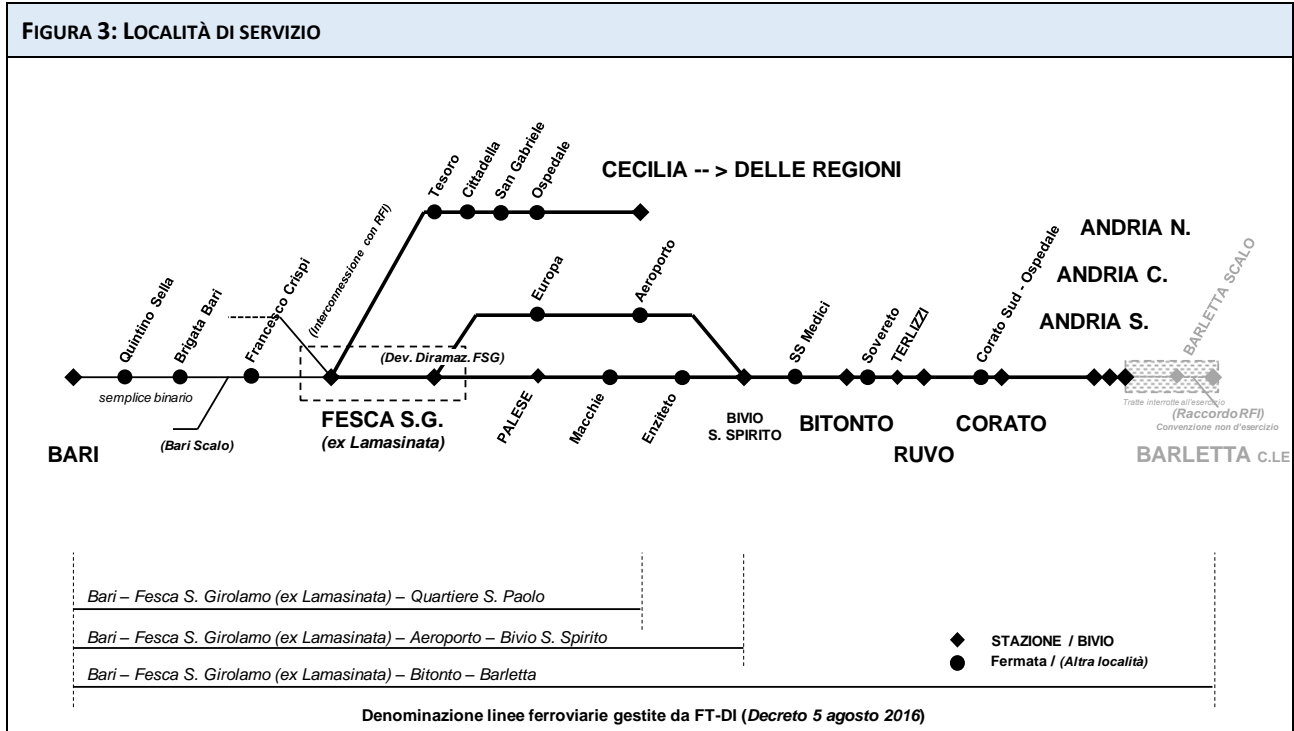 FIGURA 3: LOCALITÀ DI SERVIZIO
Tesoro
Cittadella
San Gabriele
Ospedale
CECILIA -- > DELLE REGIONI
(Interconnessione con RFI)
Quintino Sella
Brigata Bari
Francesco Crispi
Europa
Aeroporto
SS Medici
Sovereto
TERLIZZI
Corato Sud - Ospedale
ANDRIA N.
ANDRIA C.
ANDRIA S.
BARLETTA SCALO
(Dev. Diramaz. FSG)
semplice binario
(Bari Scalo)
BARI
FESCA S.G.
(ex Lamasinata)
PALESE
Macchie
Enziteto
BIVIO
S. SPIRITO
BITONTO
RUVO
CORATO
Tratte interrotte all'esercizio
(Raccordo RFI)
Convenzione non d'esercizio
BARLETTA C.LE
Bari – Fesca S. Girolamo (ex Lamasinata) – Quartiere S. Paolo
Bari – Fesca S. Girolamo (ex Lamasinata) – Aeroporto – Bivio S. Spirito
Bari – Fesca S. Girolamo (ex Lamasinata) – Bitonto – Barletta
STAZIONE / BIVIO
Fermata / (Altra località)
Denominazione linee ferroviarie gestite da FT-DI (Decreto 5 agosto 2016)